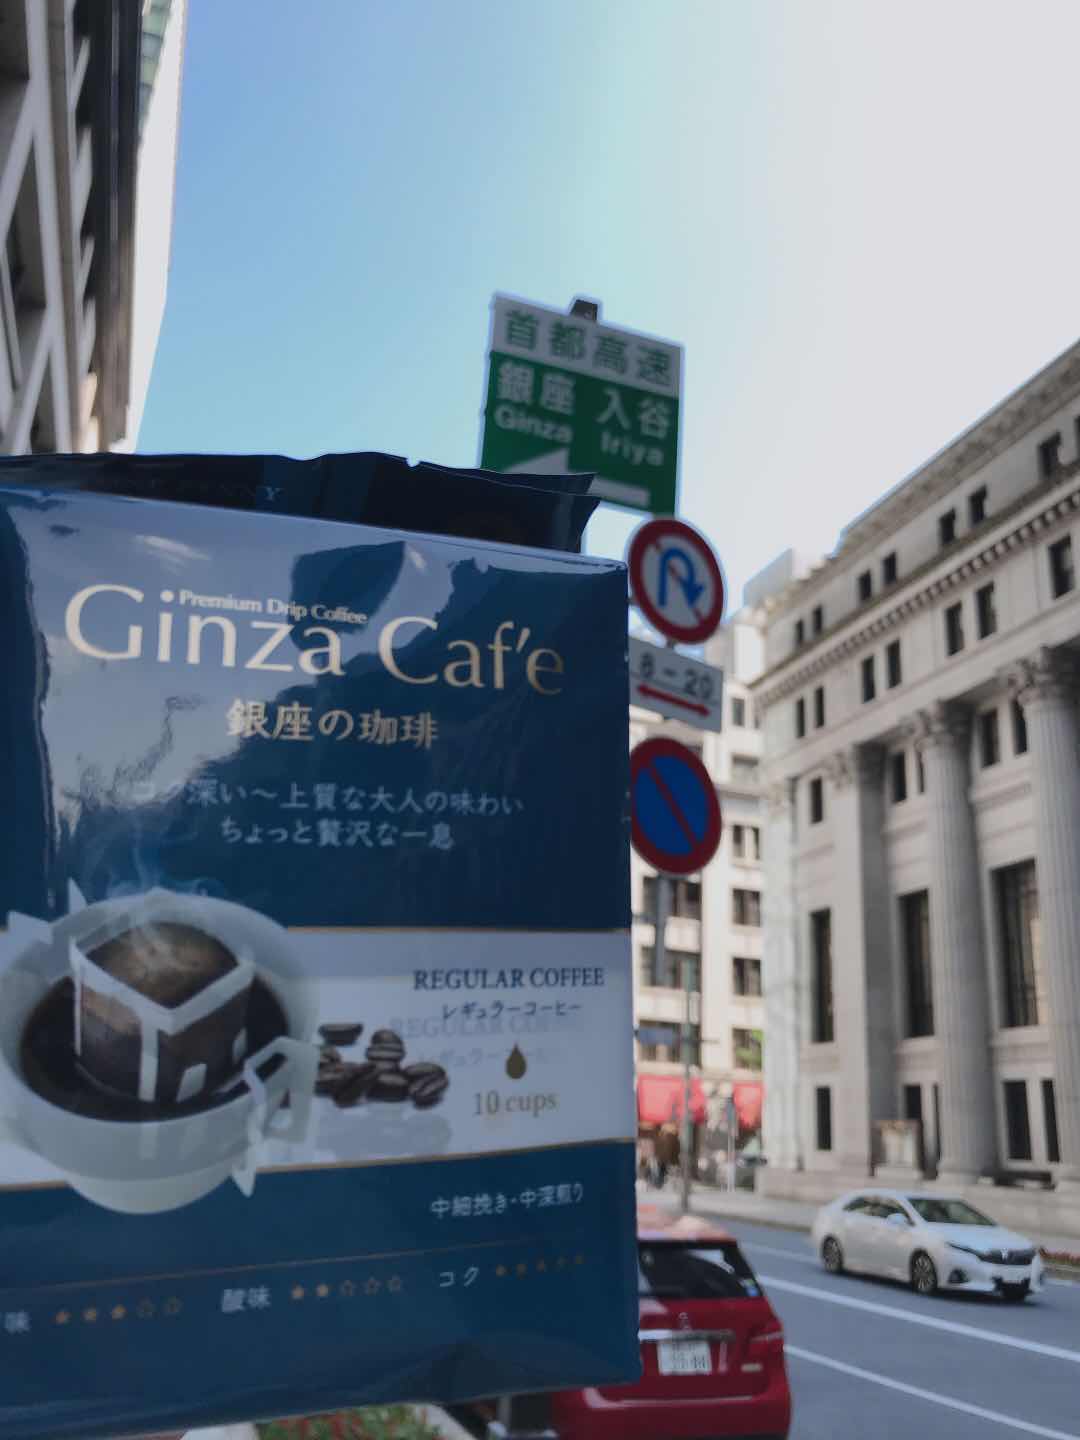 首都高速
銀座 入谷
Ginza Iriya
8-20
Premium Drip Coffee
Ginza Caf'e
銀座の珈琲
コク深い～上質な大人の味わい
ちょっと贅沢な一息
REGULAR COFFEE
レギュラーコーヒー
10 cups
中細挽き・中深煎り
味 ★★★☆☆ 酸味 ★★☆☆☆ コク ★★★★★